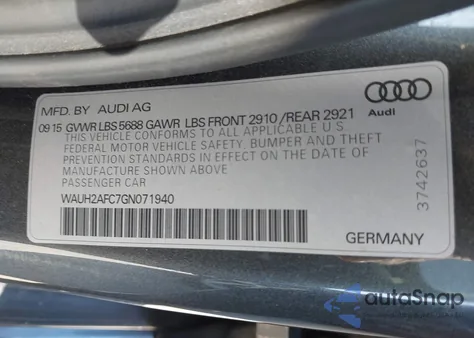 MFD. BY AUDI AG
09 15 GVWR LBS 5688 GAWR LBS FRONT 2910 /REAR 2921
THIS VEHICLE CONFORMS TO ALL APPLICABLE U.S.
FEDERAL MOTOR VEHICLE SAFETY, BUMPER AND THEFT
PREVENTION STANDARDS IN EFFECT ON THE DATE OF
MANUFACTURE SHOWN ABOVE
PASSENGER CAR
WAUH2AFC7GN071940
GERMANY
3742637
autoSnap